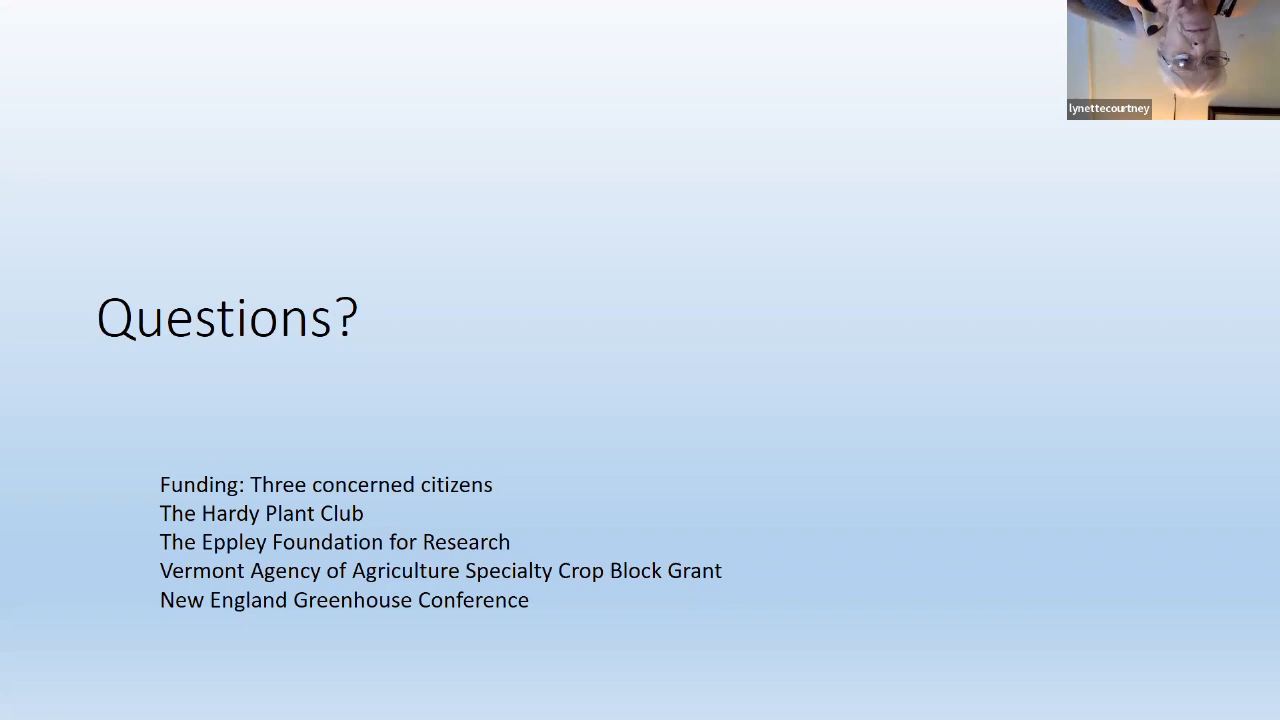 lynettecourtney
Questions?
Funding: Three concerned citizens
The Hardy Plant Club
The Eppley Foundation for Research
Vermont Agency of Agriculture Specialty Crop Block Grant
New England Greenhouse Conference